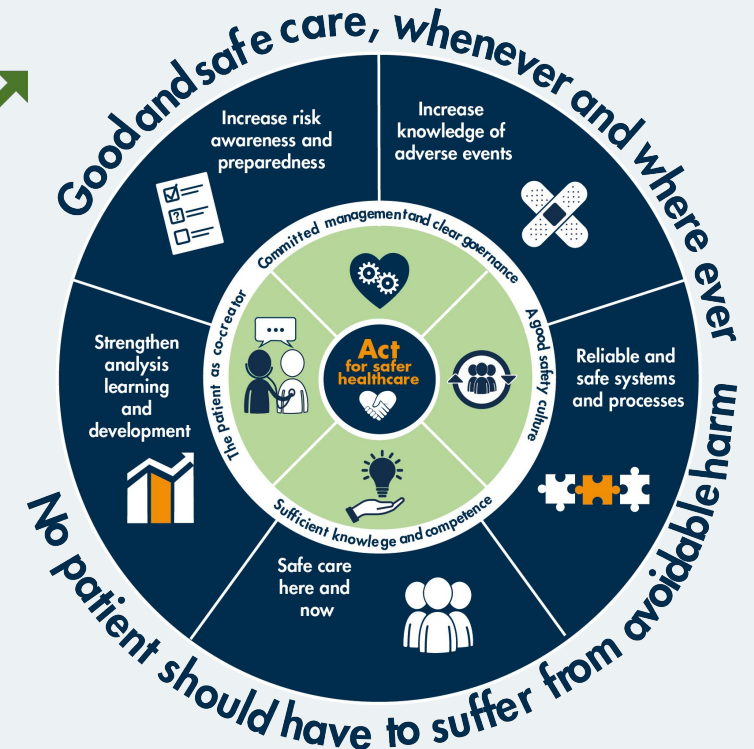 Good and safe care, whenever and where ever
Increase risk
awareness and
preparedness
Increase
knowledge of
adverse events
Committed management and clear governance
The patient as co-creator
A good safety culture
Strengthen
analysis
learning
and
development
...
Act
for safer
healthcare
Reliable and
safe systems
and processes
?
Sufficient knowlege and competence
Safe care
here and
now
No patient should have to suffer from avoidable harm